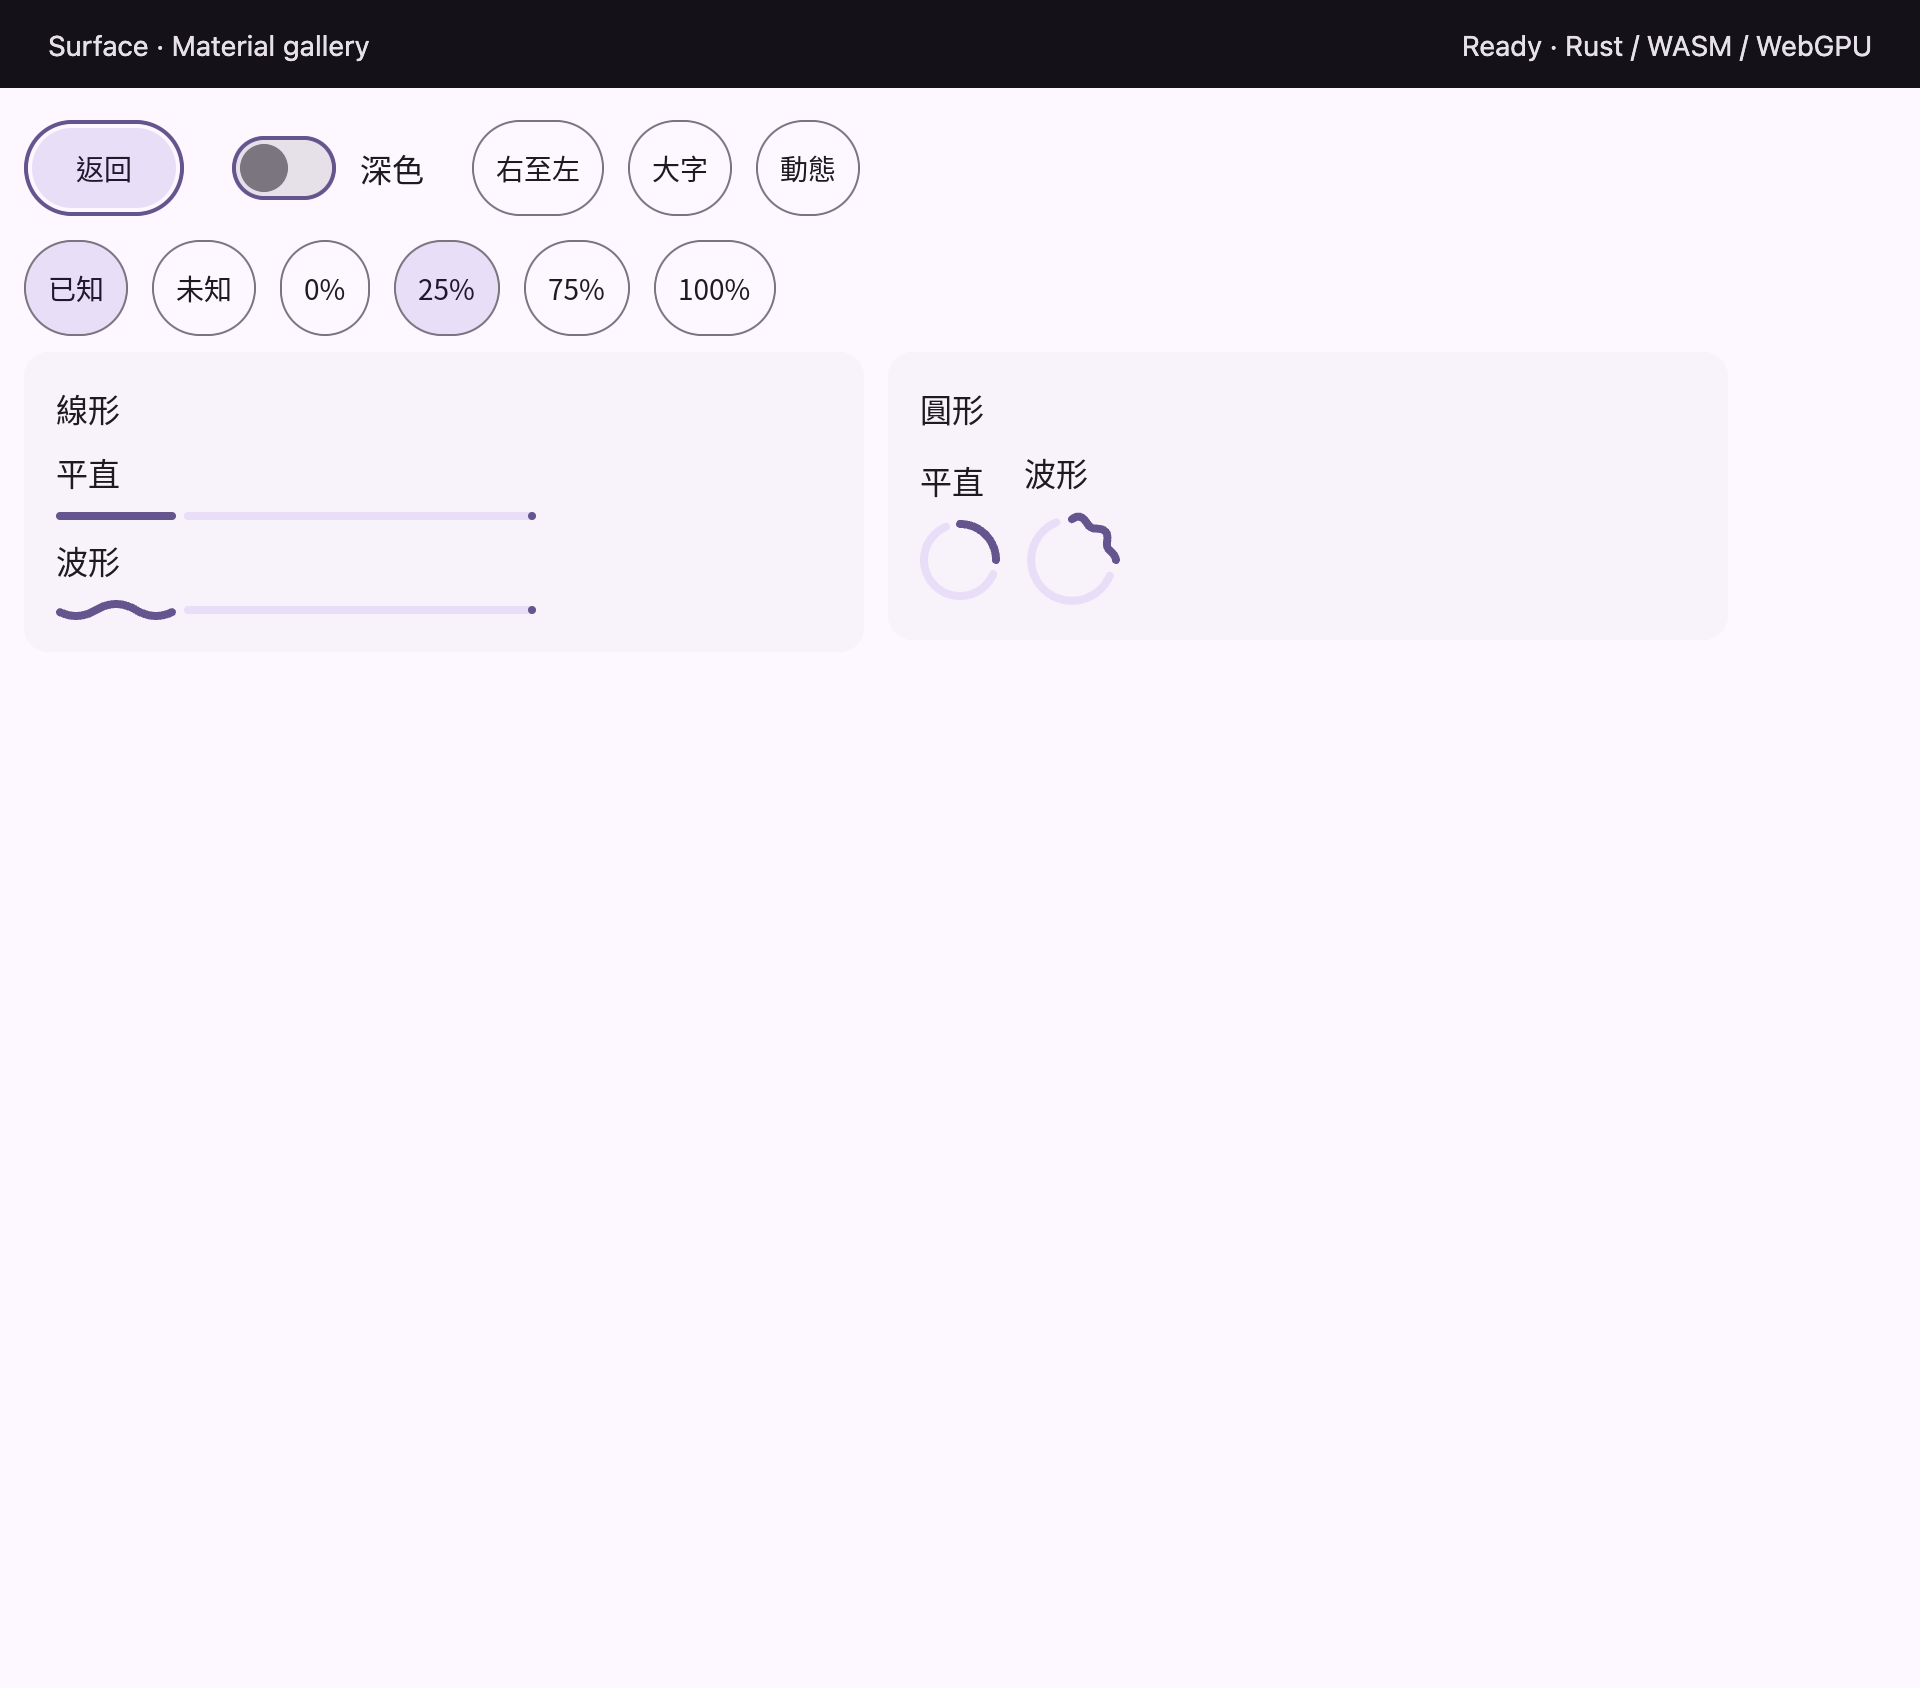 Surface · Material gallery
Ready · Rust / WASM / WebGPU
返回
深色
右至左
大字
動態
已知
未知
0%
25%
75%
100%
線形
平直
波形
圓形
平直
波形